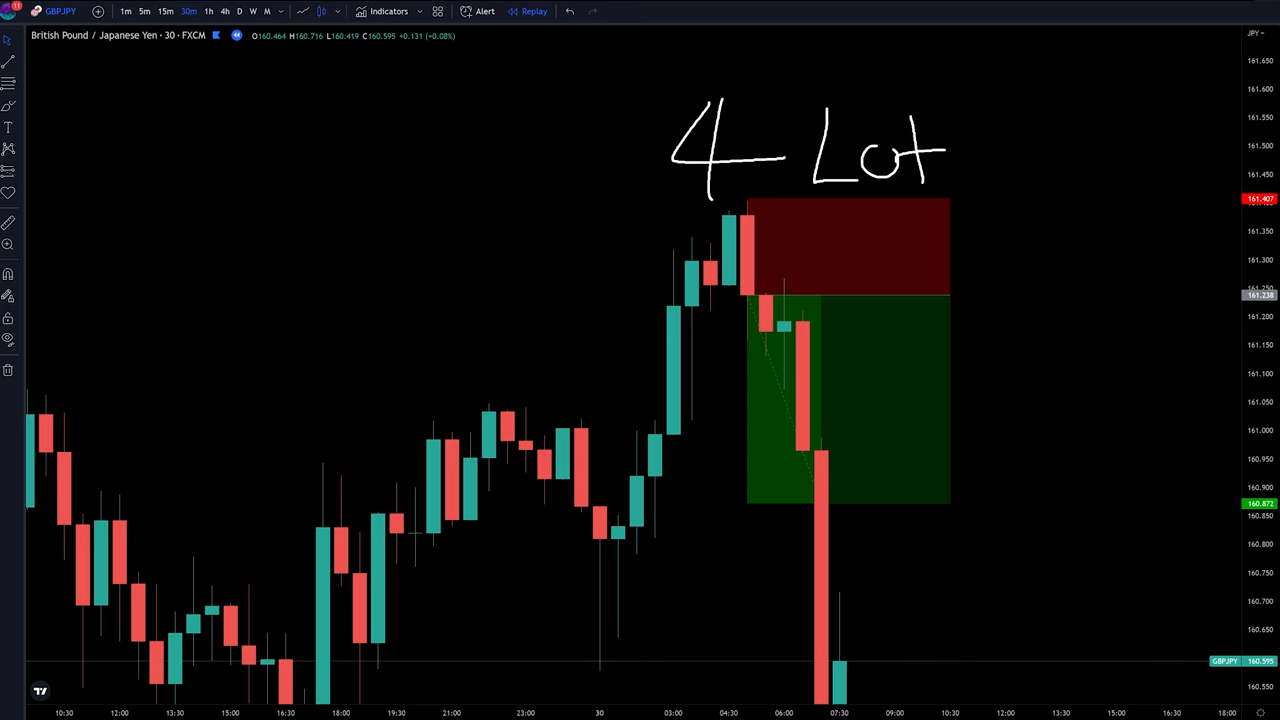 11
GBPJPY
1m 5m 15m 30m 1h 4h D W M
Indicators
Alert
Replay
British Pound / Japanese Yen · 30 · FXCM
O160.464 H160.716 L160.419 C160.595 +0.131 (+0.08%)
JPY
4 Lot
161.650
161.600
161.550
161.500
161.450
161.407
161.350
161.300
161.238
161.200
161.150
161.100
161.050
161.000
160.950
160.900
160.872
160.850
160.800
160.750
160.700
160.650
GBPJPY 160.595
160.550
10:30 12:00 13:30 15:00 16:30 18:00 19:30 21:00 23:00 30 03:00 04:30 06:00 07:30 09:00 10:30 12:00 13:30 15:00 16:30 18:00